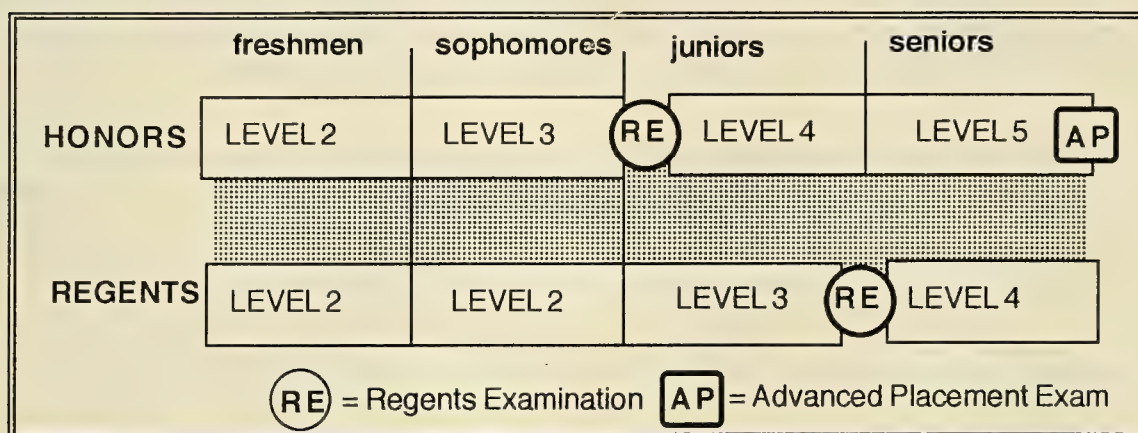 freshmen sophomores juniors seniors
HONORS LEVEL 2 LEVEL 3 RE LEVEL 4 LEVEL 5 AP
REGENTS LEVEL 2 LEVEL 2 LEVEL 3 RE LEVEL 4
RE = Regents Examination AP = Advanced Placement Exam